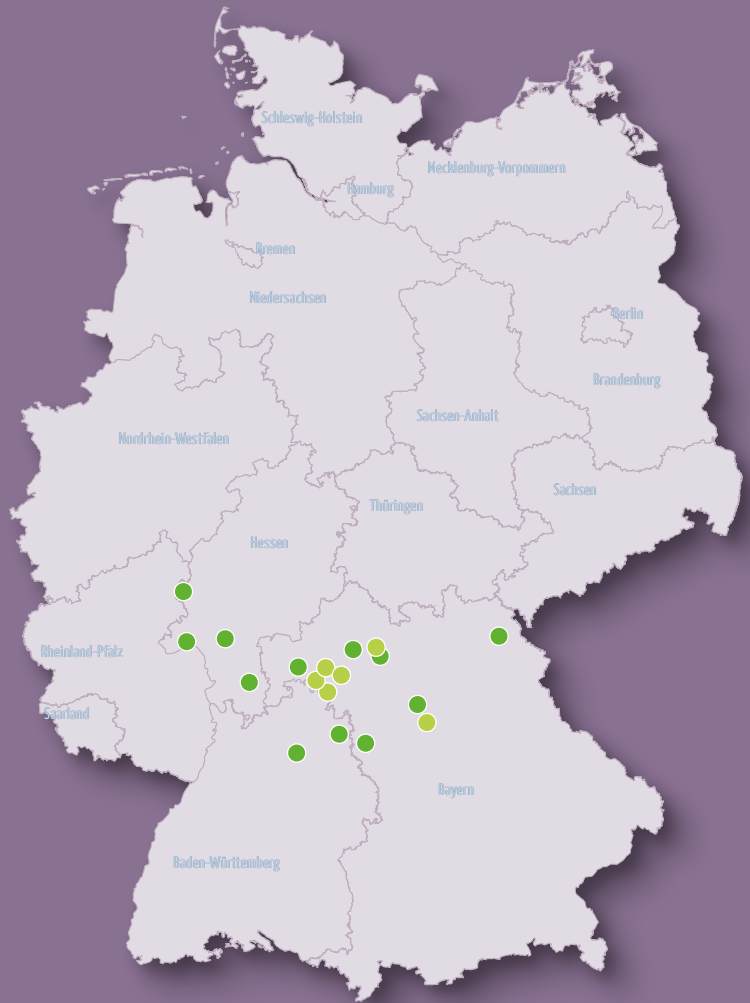 Schleswig-Holstein
Mecklenburg-Vorpommern
Hamburg
Bremen
Niedersachsen
Berlin
Brandenburg
Sachsen-Anhalt
Nordrhein-Westfalen
Sachsen
Thüringen
Hessen
Rheinland-Pfalz
Saarland
Bayern
Baden-Württemberg